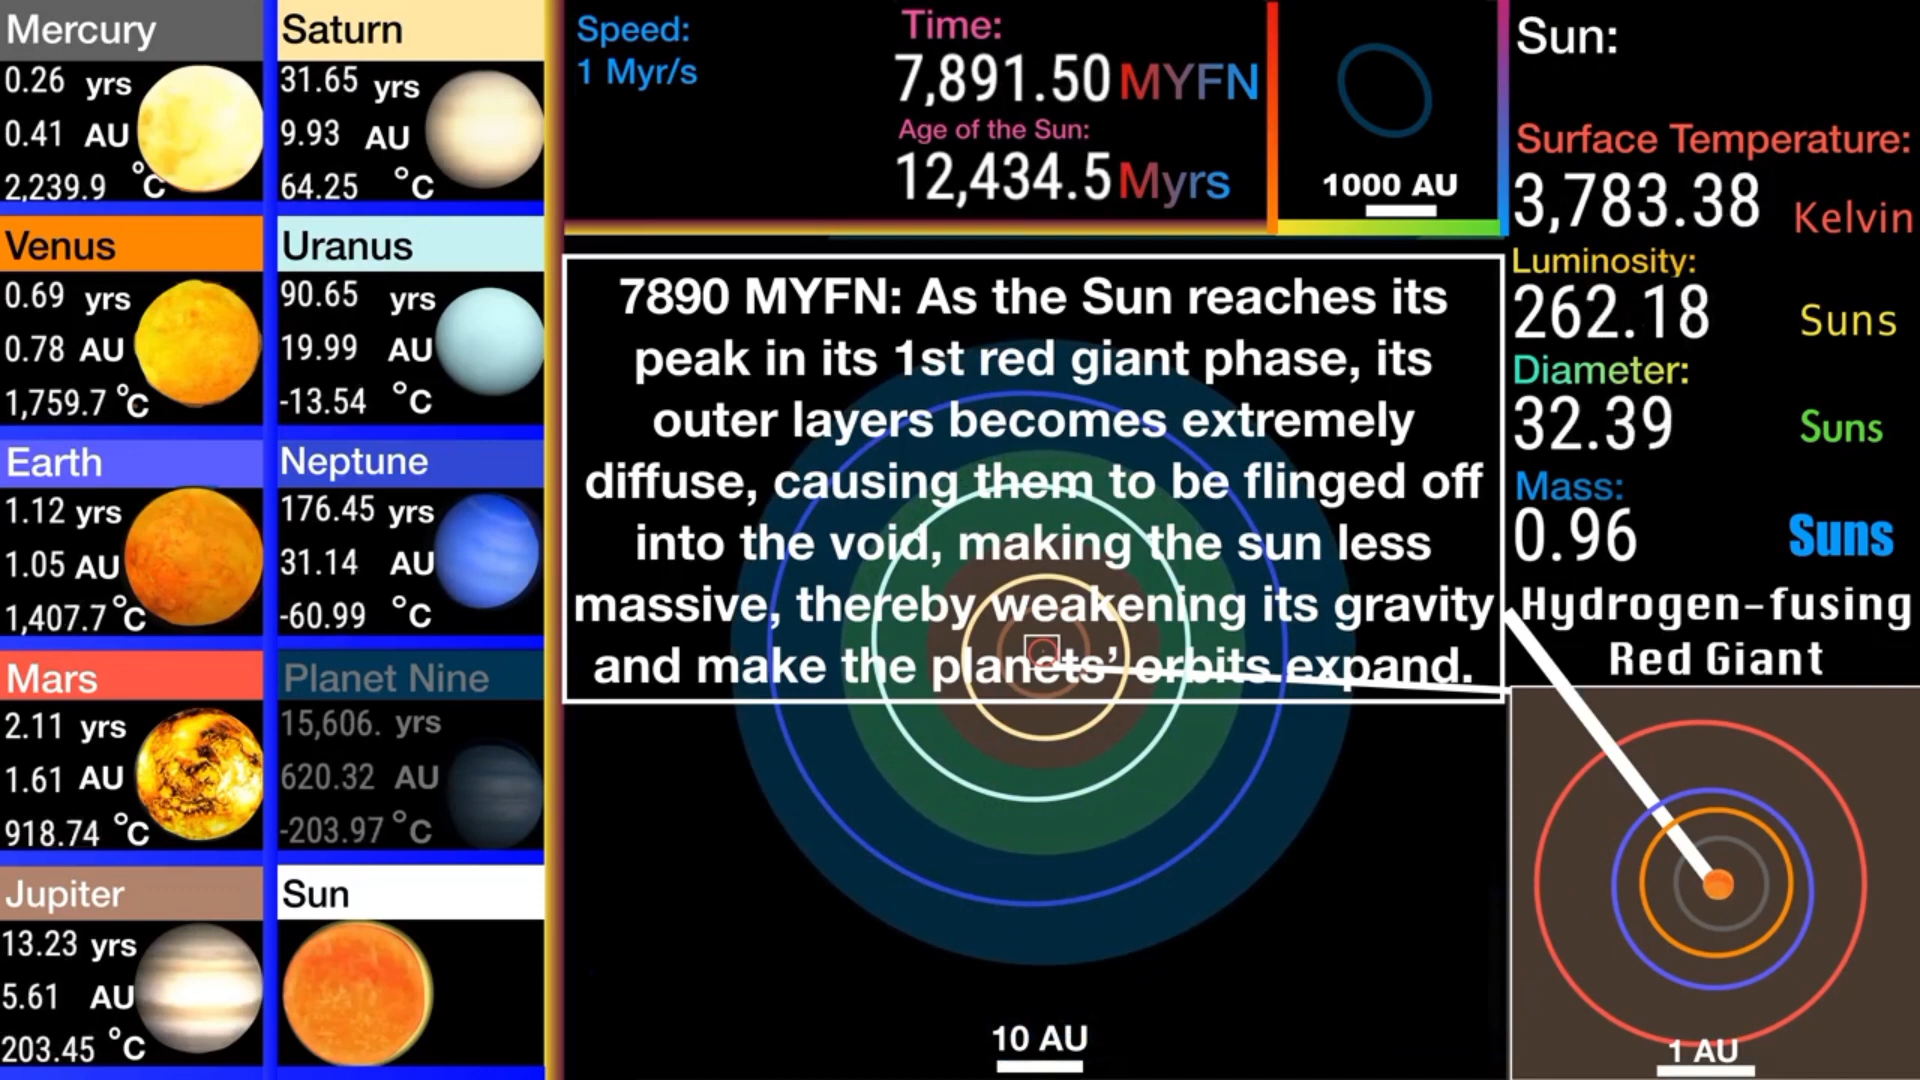 Mercury
0.26 yrs
0.41 AU
2,239.9 °C
Venus
0.69 yrs
0.78 AU
1,759.7 °C
Earth
1.12 yrs
1.05 AU
1,407.7 °C
Mars
2.11 yrs
1.61 AU
918.74 °C
Jupiter
13.23 yrs
5.61 AU
203.45 °C
Saturn
31.65 yrs
9.93 AU
64.25 °C
Uranus
90.65 yrs
19.99 AU
-13.54 °C
Neptune
176.45 yrs
31.14 AU
-60.99 °C
Planet Nine
15,606. yrs
620.32 AU
-203.97 °C
Sun
Speed:
1 Myr/s
Time:
7,891.50 MYFN
Age of the Sun:
12,434.5 Myrs
1000 AU
7890 MYFN: As the Sun reaches its
peak in its 1st red giant phase, its
outer layers becomes extremely
diffuse, causing them to be flinged off
into the void, making the sun less
massive, thereby weakening its gravity
and make the planets’ orbits expand.
10 AU
Sun:
Surface Temperature:
3,783.38 Kelvin
Luminosity:
262.18 Suns
Diameter:
32.39 Suns
Mass:
0.96 Suns
Hydrogen-fusing
Red Giant
1 AU